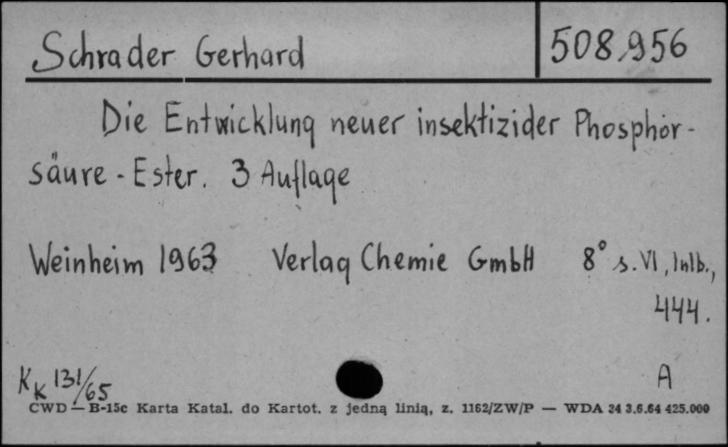 Schrader Gerhard 508,956
Die Entwicklung neuer insektizider Phosphor-
säure-Ester. 3 Auflage
Weinheim 1963 Verlag Chemie GmbH 8° s. VI, 1nlb.,
444.
KK 131/65 A
CWD — B-15c Karta Katal. do Kartot. z jedną linią, z. 1162/ZW/P — WDA 24 3.6.64 425.000